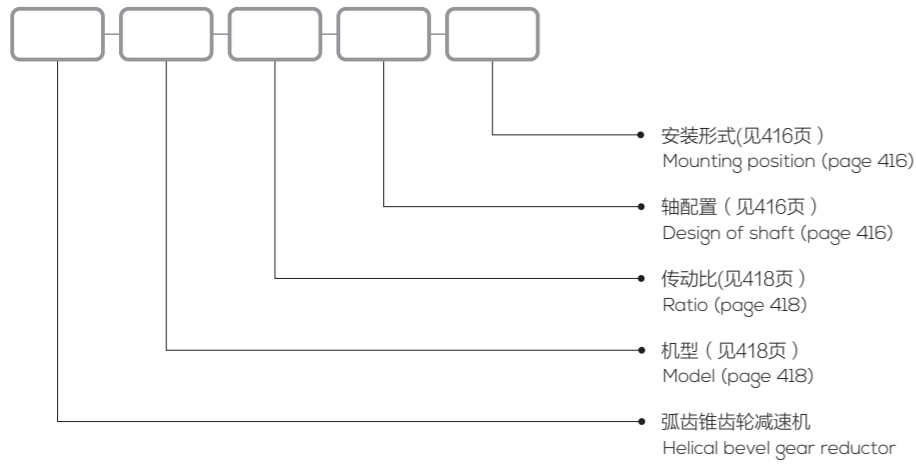 安装形式(见416页）
Mounting position (page 416)
轴配置（见416页）
Design of shaft (page 416)
传动比(见418页）
Ratio (page 418)
机型（见418页）
Model (page 418)
弧齿锥齿轮减速机
Helical bevel gear reductor